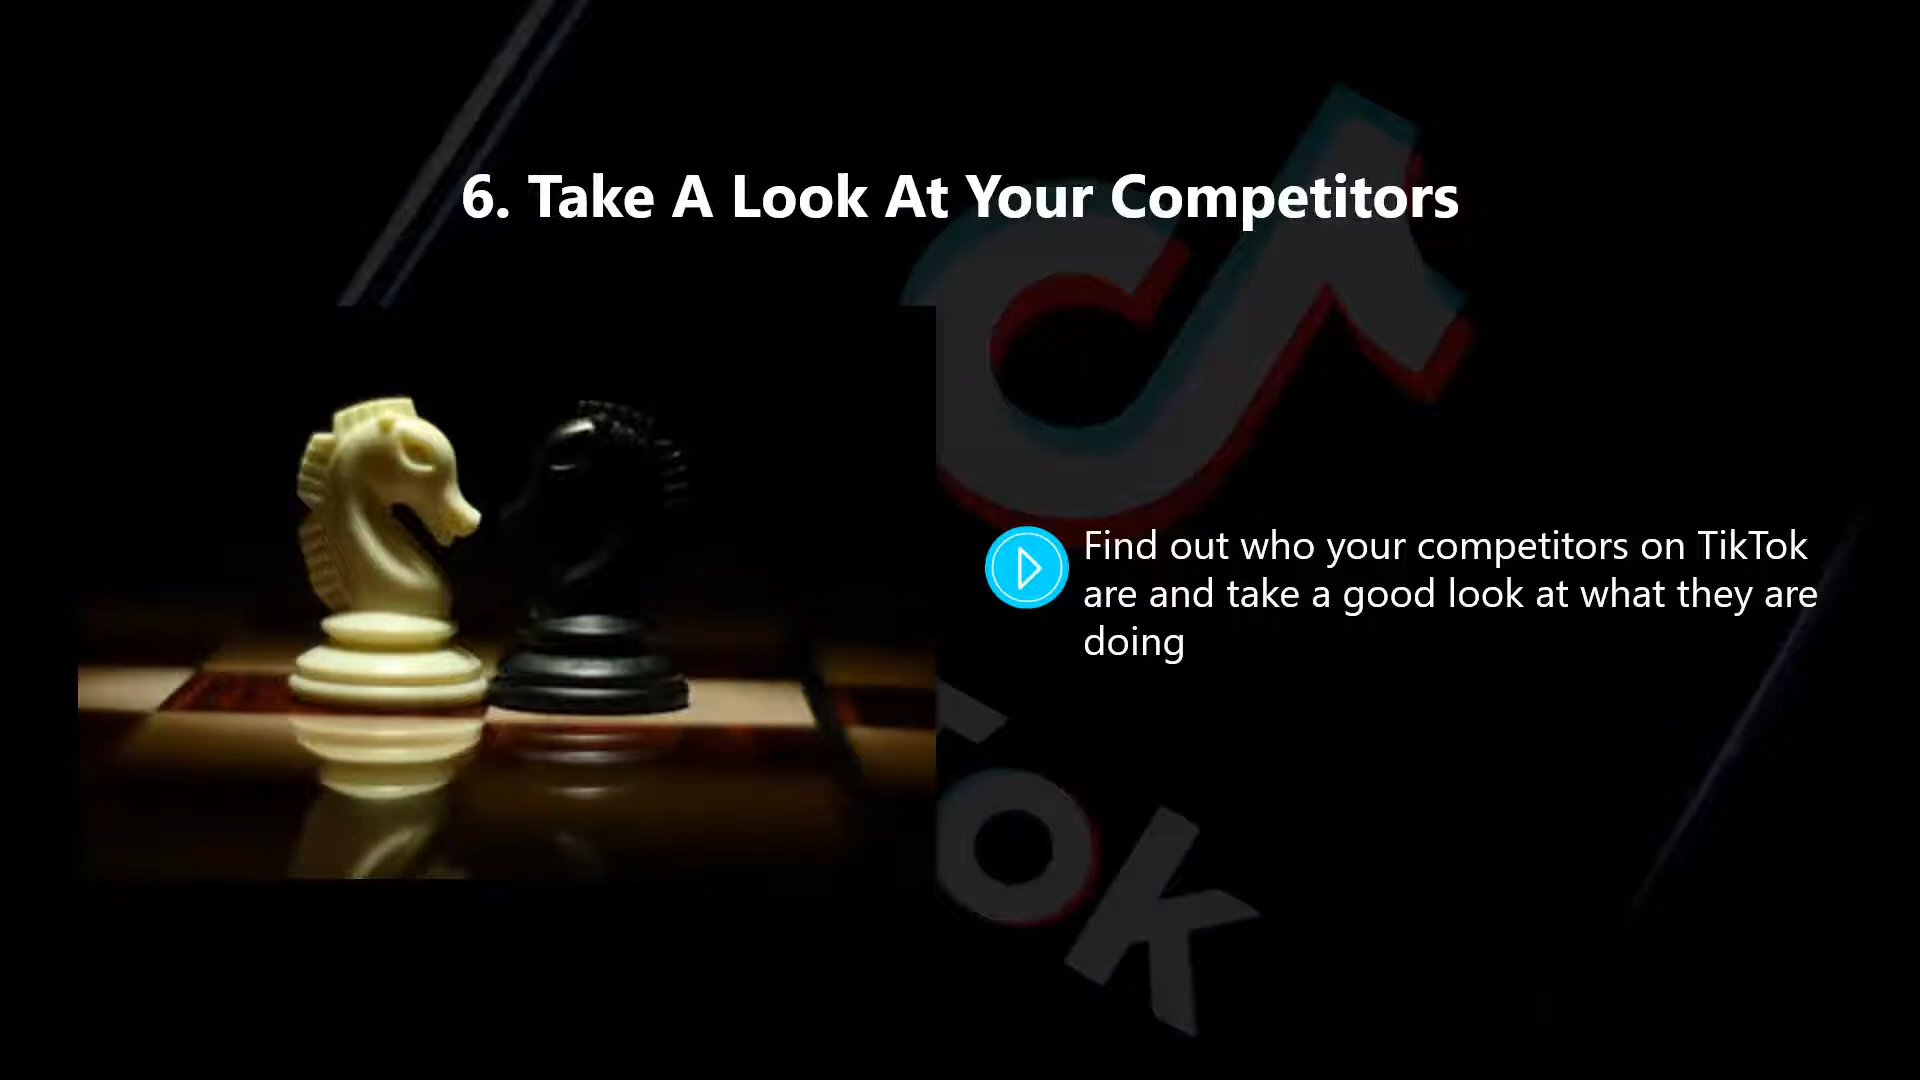 6. Take A Look At Your Competitors
Find out who your competitors on TikTok
are and take a good look at what they are
doing
Tok